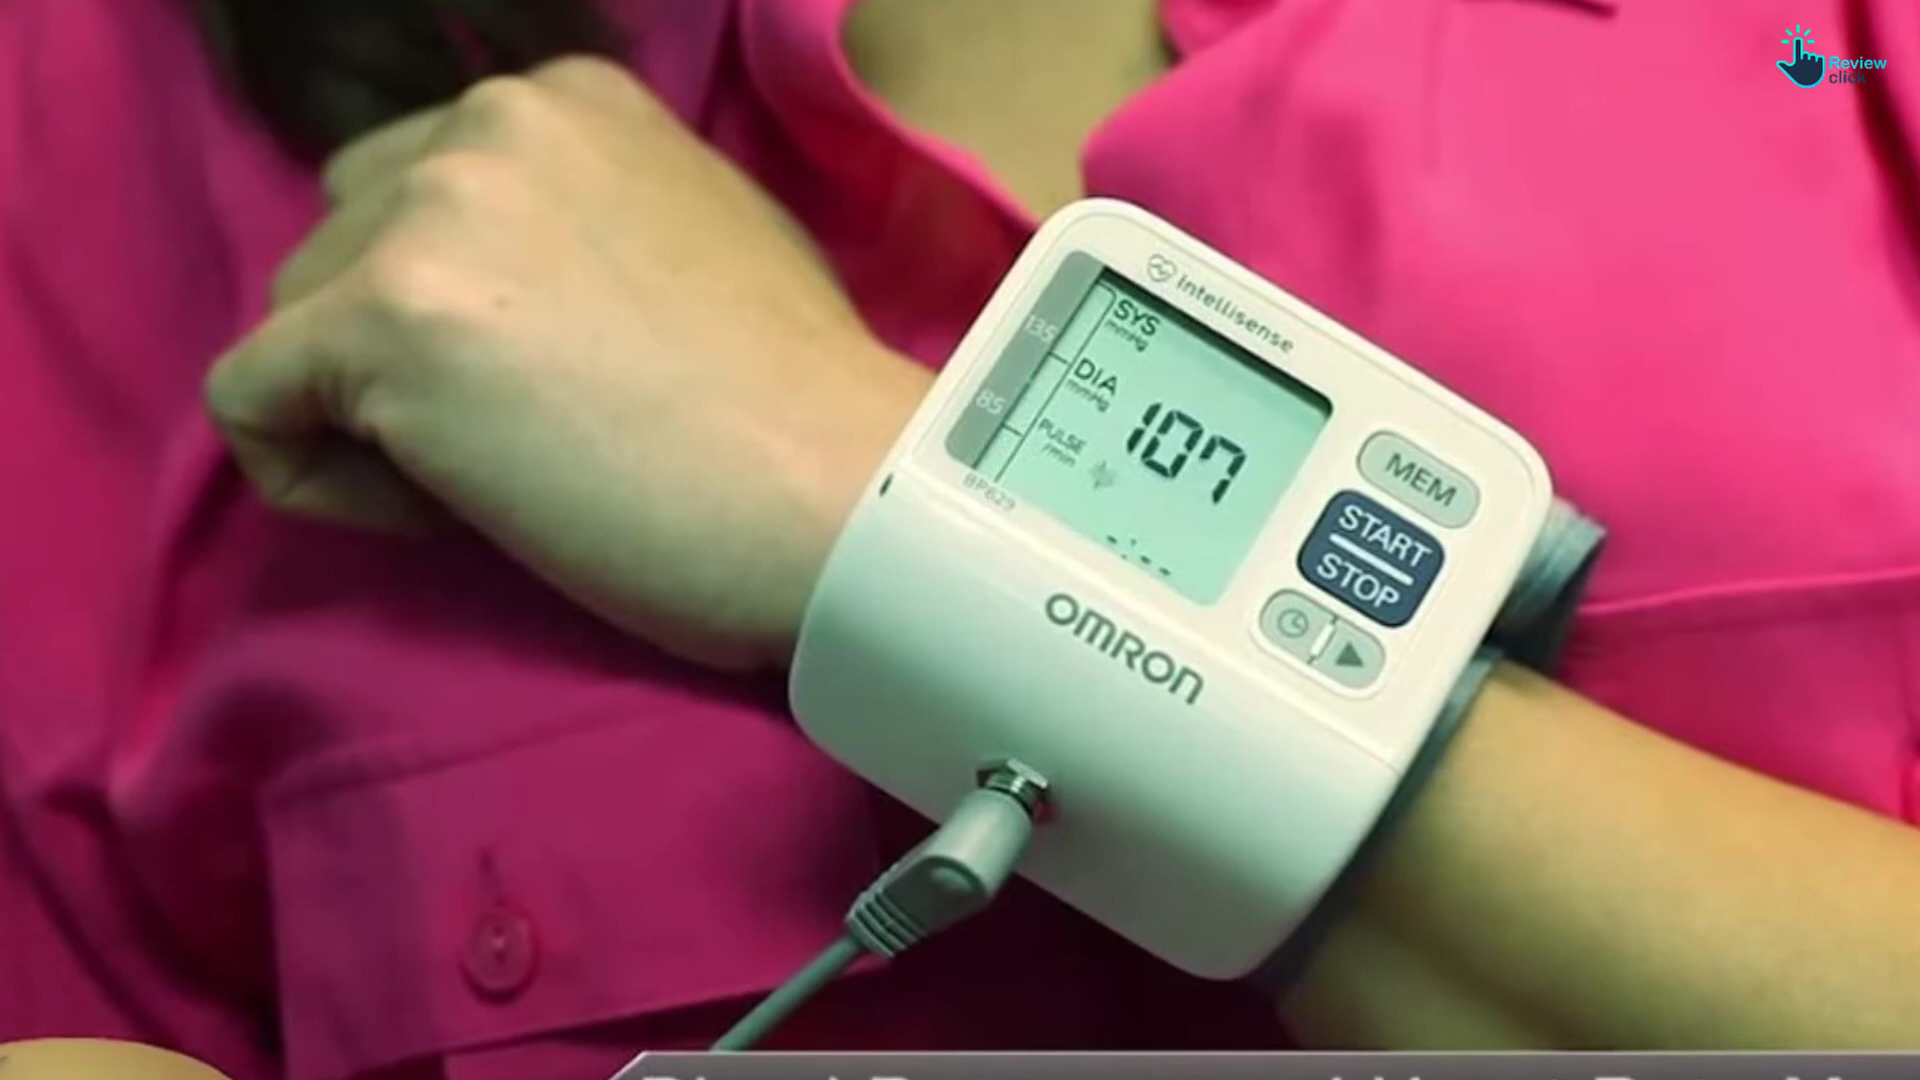 Review
click
Intellisense
SYS
mmHg
135
DIA
mmHg
107
85
PULSE
/min
BP629
MEM
START
STOP
OMRON